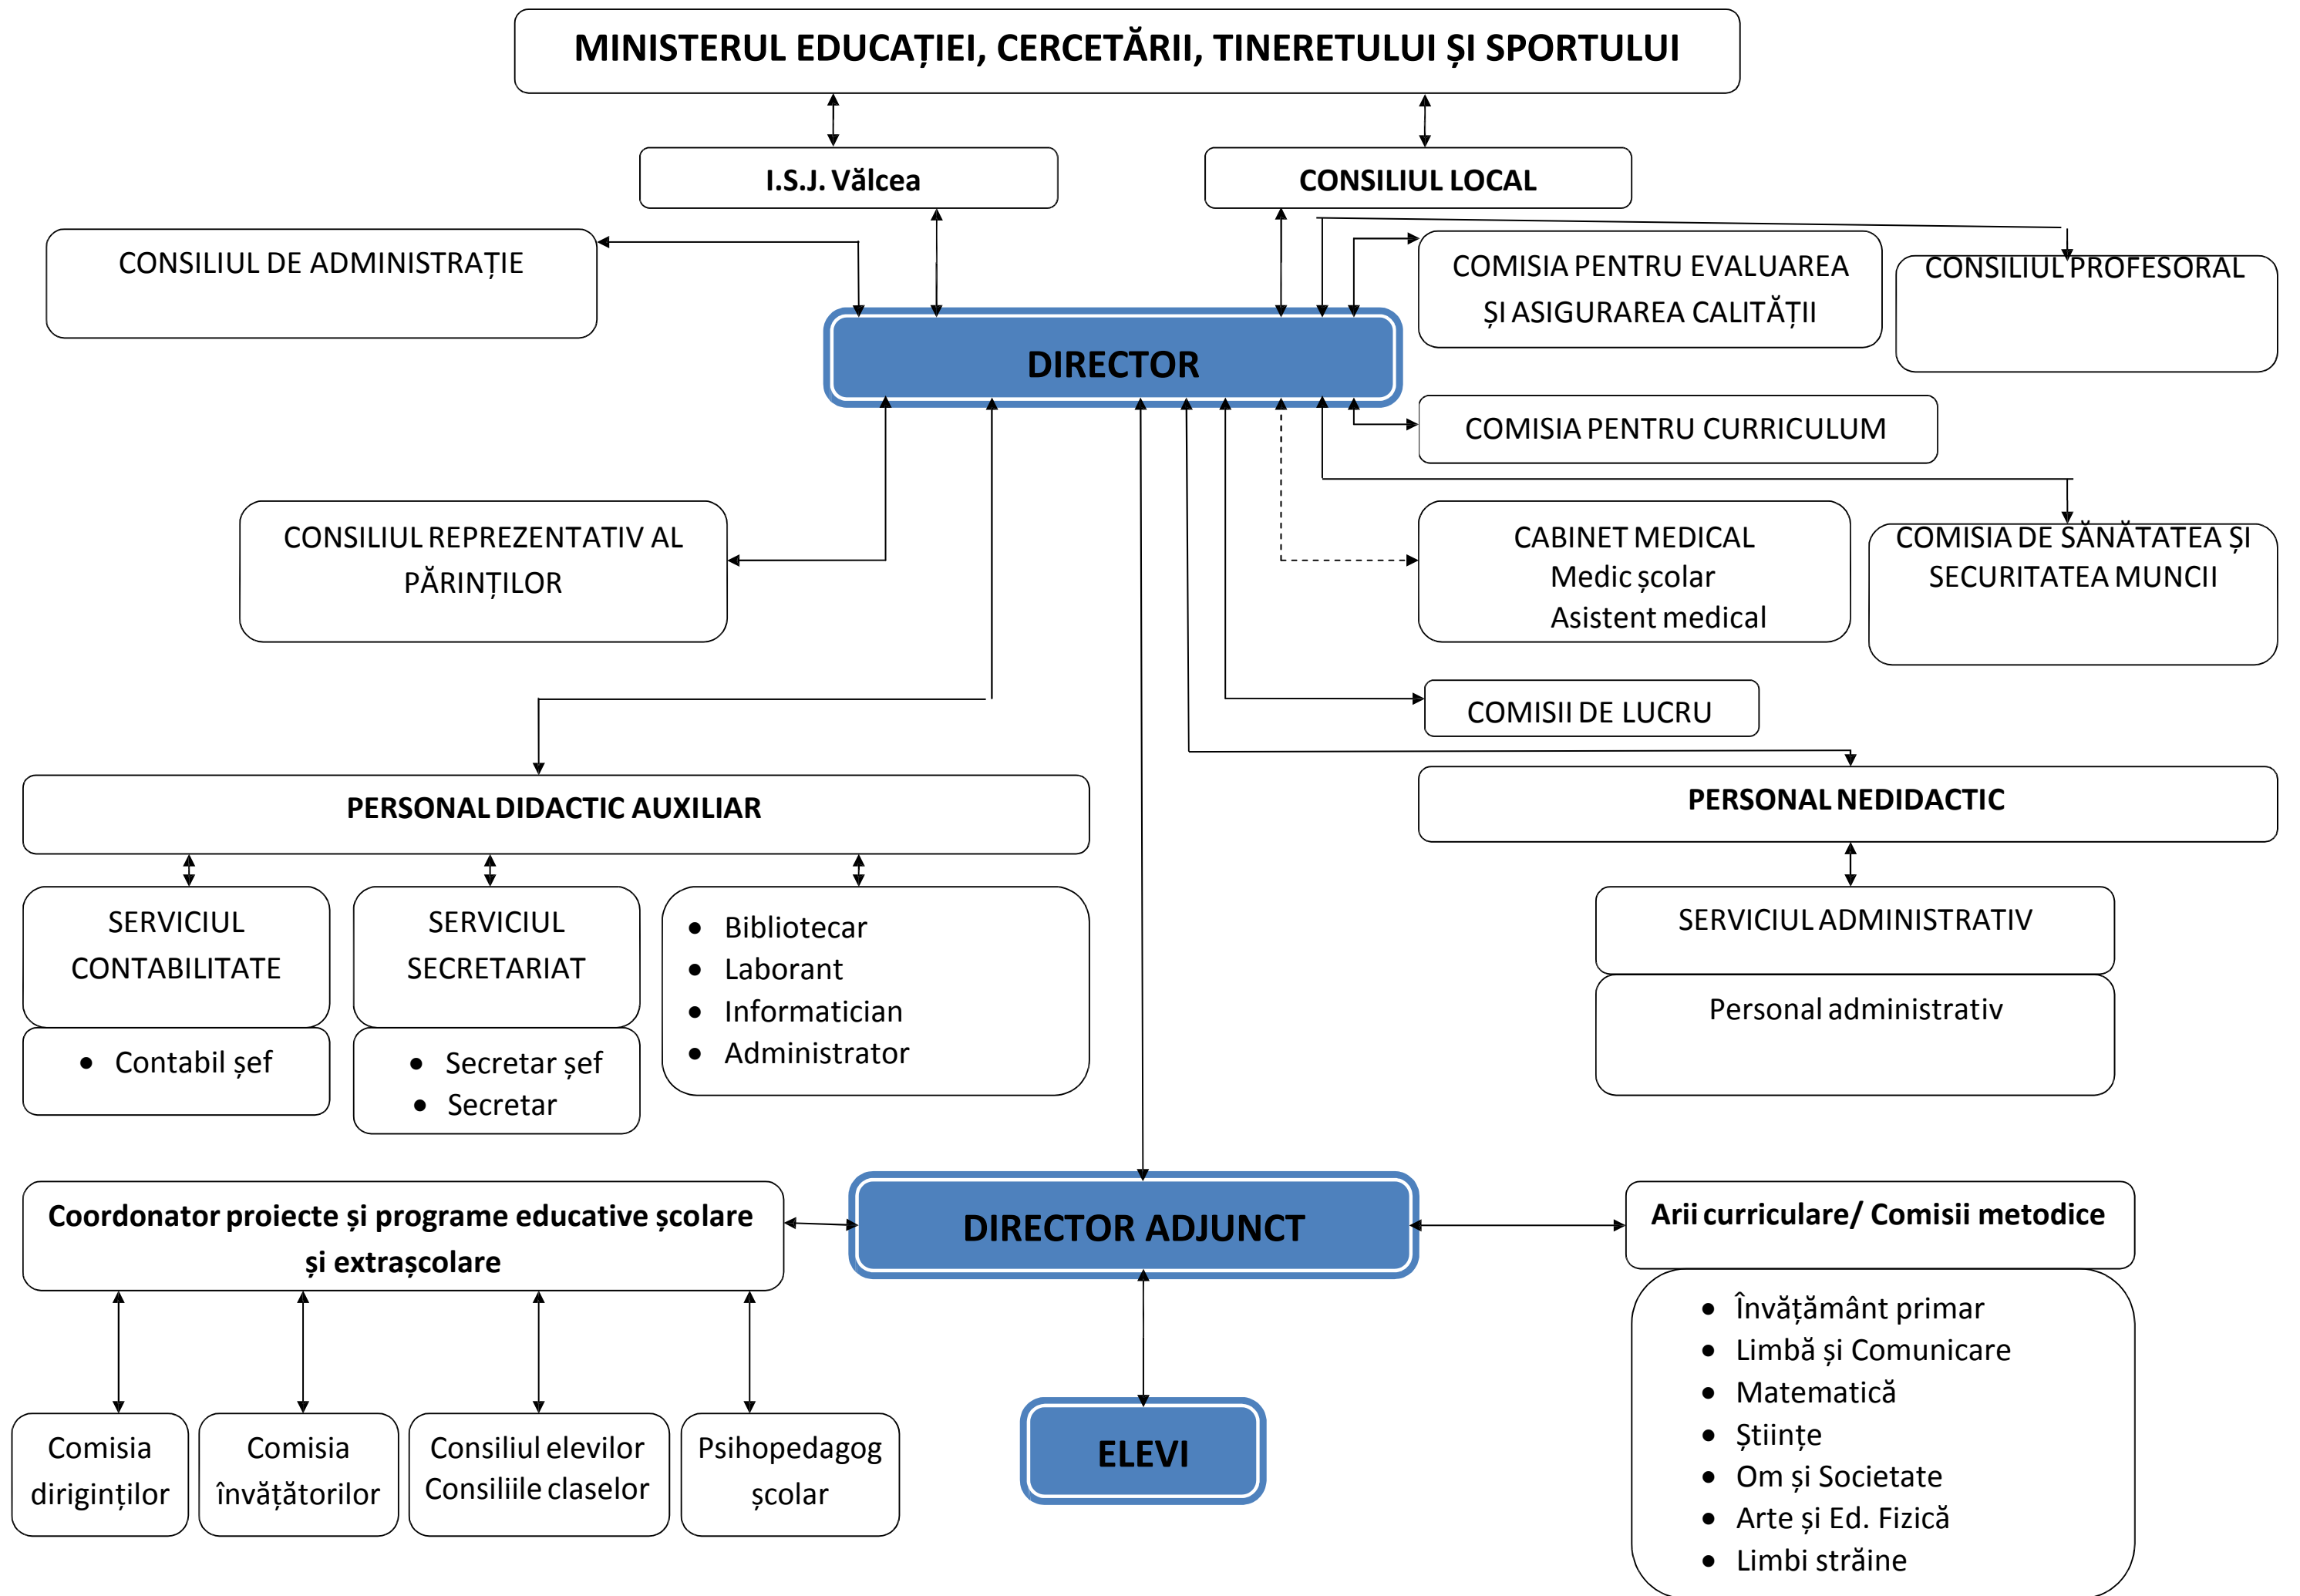 MINISTERUL EDUCAȚIEI, CERCETĂRII, TINERETULUI ȘI SPORTULUI
I.S.J. Vălcea
CONSILIUL LOCAL
CONSILIUL DE ADMINISTRAȚIE
COMISIA PENTRU EVALUAREA
ȘI ASIGURAREA CALITĂȚII
CONSILIUL PROFESORAL
DIRECTOR
COMISIA PENTRU CURRICULUM
CONSILIUL REPREZENTATIV AL
PĂRINȚILOR
CABINET MEDICAL
Medic școlar
Asistent medical
COMISIA DE SĂNĂTATEA ȘI
SECURITATEA MUNCII
COMISII DE LUCRU
PERSONAL DIDACTIC AUXILIAR
PERSONAL NEDIDACTIC
SERVICIUL
CONTABILITATE
• Contabil șef
SERVICIUL
SECRETARIAT
• Secretar șef
• Secretar
• Bibliotecar
• Laborant
• Informatician
• Administrator
SERVICIUL ADMINISTRATIV
Personal administrativ
Coordonator proiecte și programe educative școlare
și extrașcolare
DIRECTOR ADJUNCT
Arii curriculare/ Comisii metodice
• Învățământ primar
• Limbă și Comunicare
• Matematică
• Științe
• Om și Societate
• Arte și Ed. Fizică
• Limbi străine
Comisia
diriginților
Comisia
învățătorilor
Consiliul elevilor
Consiliile claselor
Psihopedagog
școlar
ELEVI